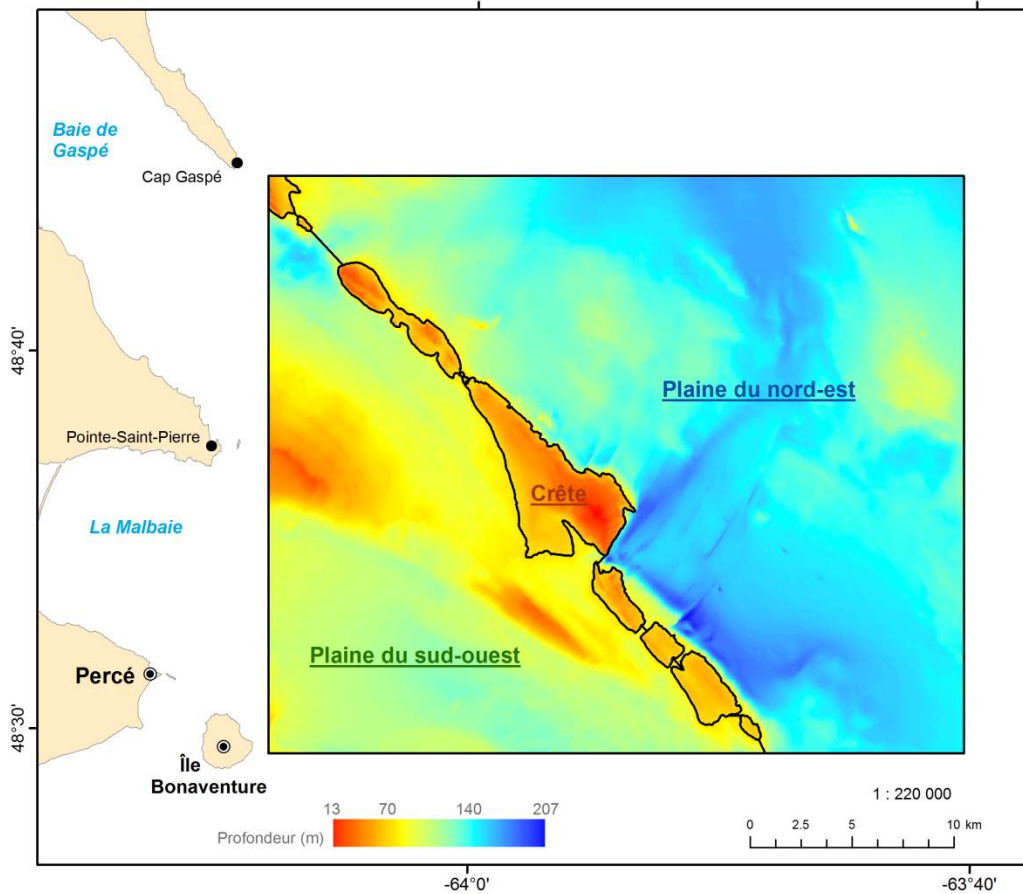 Baie de
Gaspé
Cap Gaspé
48°40'
Plaine du nord-est
Pointe-Saint-Pierre
Crête
La Malbaie
Plaine du sud-ouest
Percé
48°30'
Île
Bonaventure
13 70 140 207
Profondeur (m)
1 : 220 000
0 2.5 5 10 km
-64°0' -63°40'